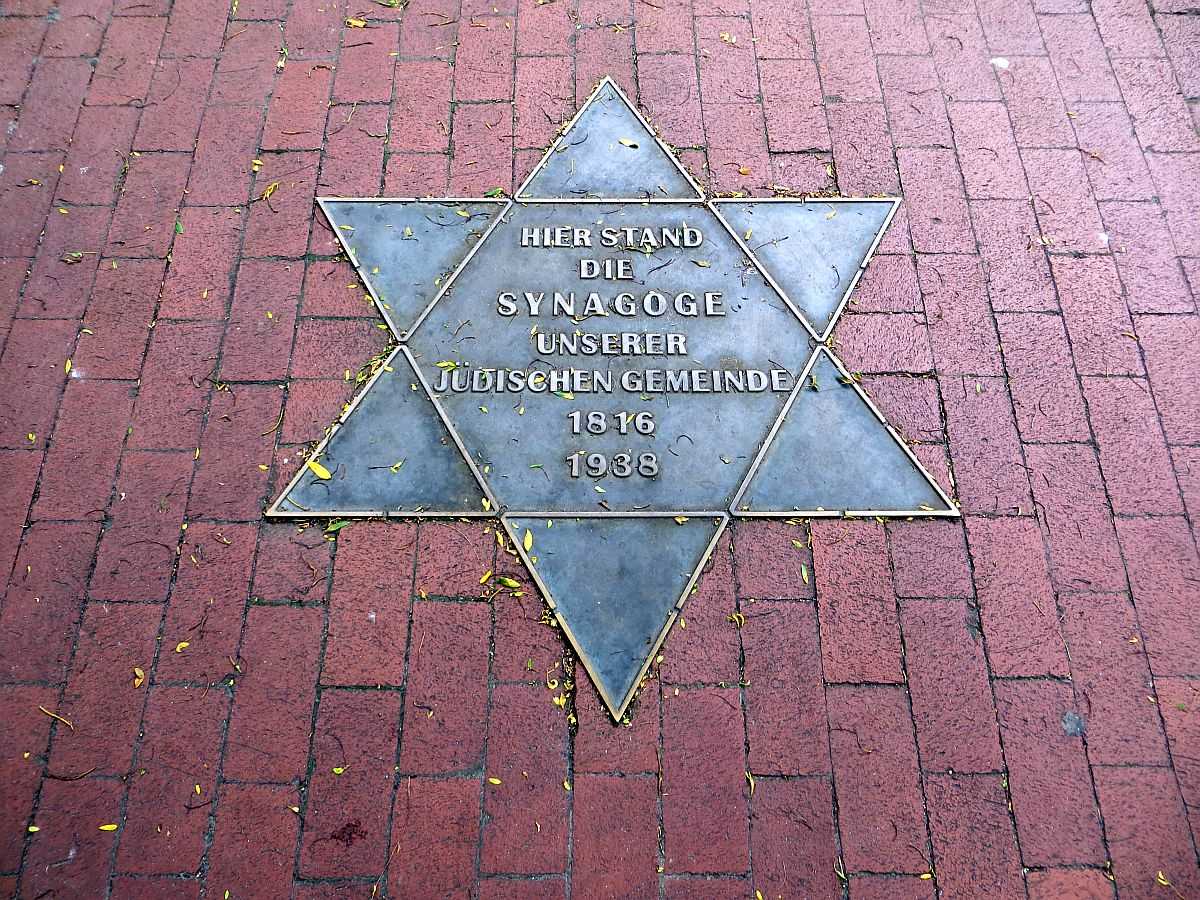 HIER STAND
DIE
SYNAGOGE
UNSERER
JÜDISCHEN GEMEINDE
1816
1938